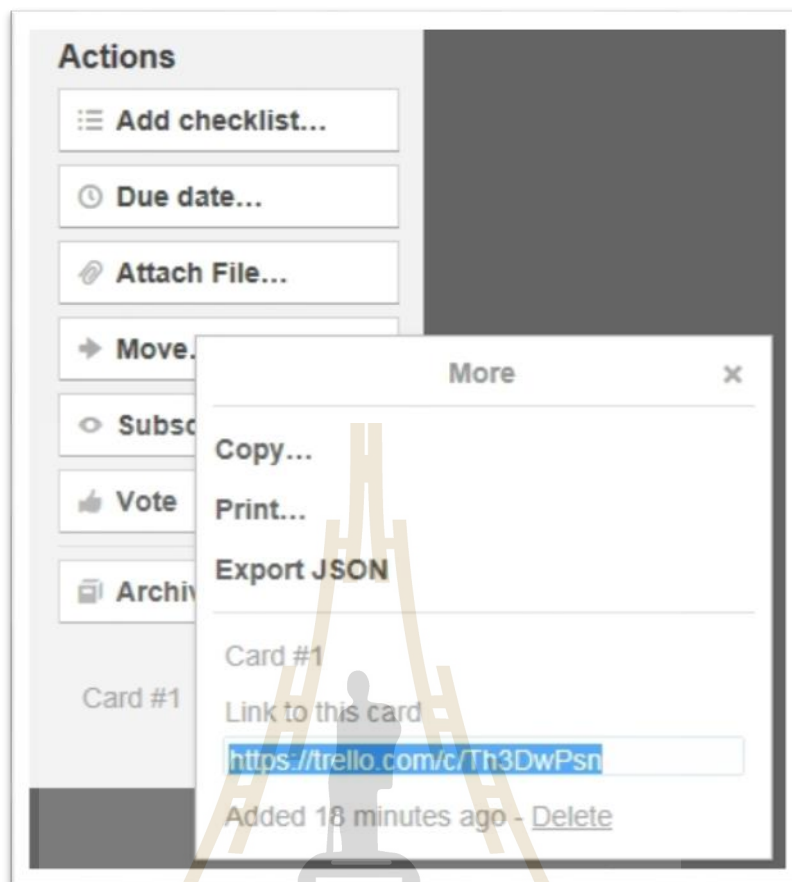 Actions
Add checklist...
Due date...
Attach File...
Move.
Subsc
Vote
Archiv
Card #1
More
Copy...
Print...
Export JSON
Card #1
Link to this card
https://trello.com/c/Th3DwPsn
Added 18 minutes ago - Delete